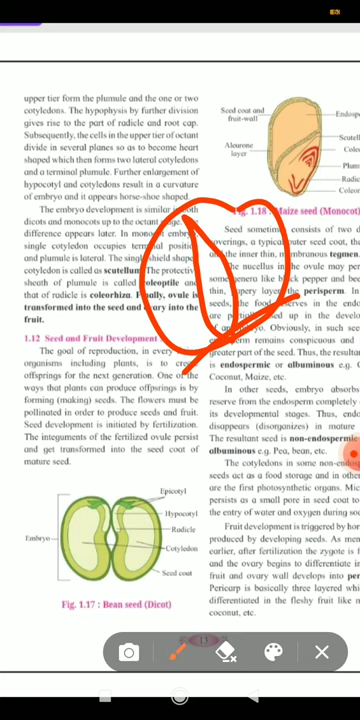 upper tier form the plumule and the one or two
cotyledons. The hypophysis by further division
gives rise to the part of radicle and root cap.
Subsequently, the cells in the upper tier of octant
divide in several planes so as to become heart
shaped which then forms two lateral cotyledons
and a terminal plumule. Further enlargement of
hypocotyl and cotyledons result in a curvature
of embryo and it appears horse-shoe shaped.
The embryo development is similar in both
dicots and monocots up to the octant stage. The
difference appears later. In monocot embryo
single cotyledon occupies terminal position
and plumule is lateral. The single shield shaped
cotyledon is called as scutellum. The protective
sheath of plumule is called coleoptile and
that of radicle is coleorhiza. Finally, ovule is
transformed into the seed and ovary into the
fruit.
1.12 Seed and Fruit Development
The goal of reproduction, in every
organisms including plants, is to create
offsprings for the next generation. One of the
ways that plants can produce offsprings is by
forming (making) seeds. The flowers must be
pollinated in order to produce seeds and fruit.
Seed development is initiated by fertilization.
The integuments of the fertilized ovule persist
and get transformed into the seed coat of
mature seed.
Epicotyl
Hypocotyl
Radicle
Embryo
Cotyledon
Seed coat
Fig. 1.17: Bean seed (Dicot)
Seed coat and
fruit-wall
Endospe
Aleurone
layer
Scutell
Coleo
Plum
Radic
Coleor
Fig. 1.18: Maize seed (Monocot)
Seed sometimes consists of two d
coverings, a typical outer seed coat, th
and the inner thin, membranous tegmen.
The nucellus in the ovule may per
some genera like black pepper and bee
thin, papery layer the perisperm. In
seeds, the food reserves in the endo
are partially used up in the develo
of an embryo. Obviously, in such see
endosperm remains conspicuous and
greater part of the seed. Thus, the resulta
is endospermic or albuminous e.g. C
Coconut, Maize, etc.
In other seeds, embryo absorbs
reserve from the endosperm completely
its developmental stages. Thus, endo
disappears (disorganizes) in mature
The resultant seed is non-endospermic
albuminous e.g. Pea, bean, etc.
The cotyledons in some non-endosp
seeds act as a food storage and in other
are the first photosynthetic organs. Mic
persists as a small pore in seed coat to
the entry of water and oxygen during soa
Fruit development is triggered by hor
produced by developing seeds. As men
earlier, after fertilization the zygote is f
and the ovary begins to differentiate in
fruit and ovary wall develops into per
Pericarp is basically three layered whi
differentiated in the fleshy fruit like m
coconut, etc.
13